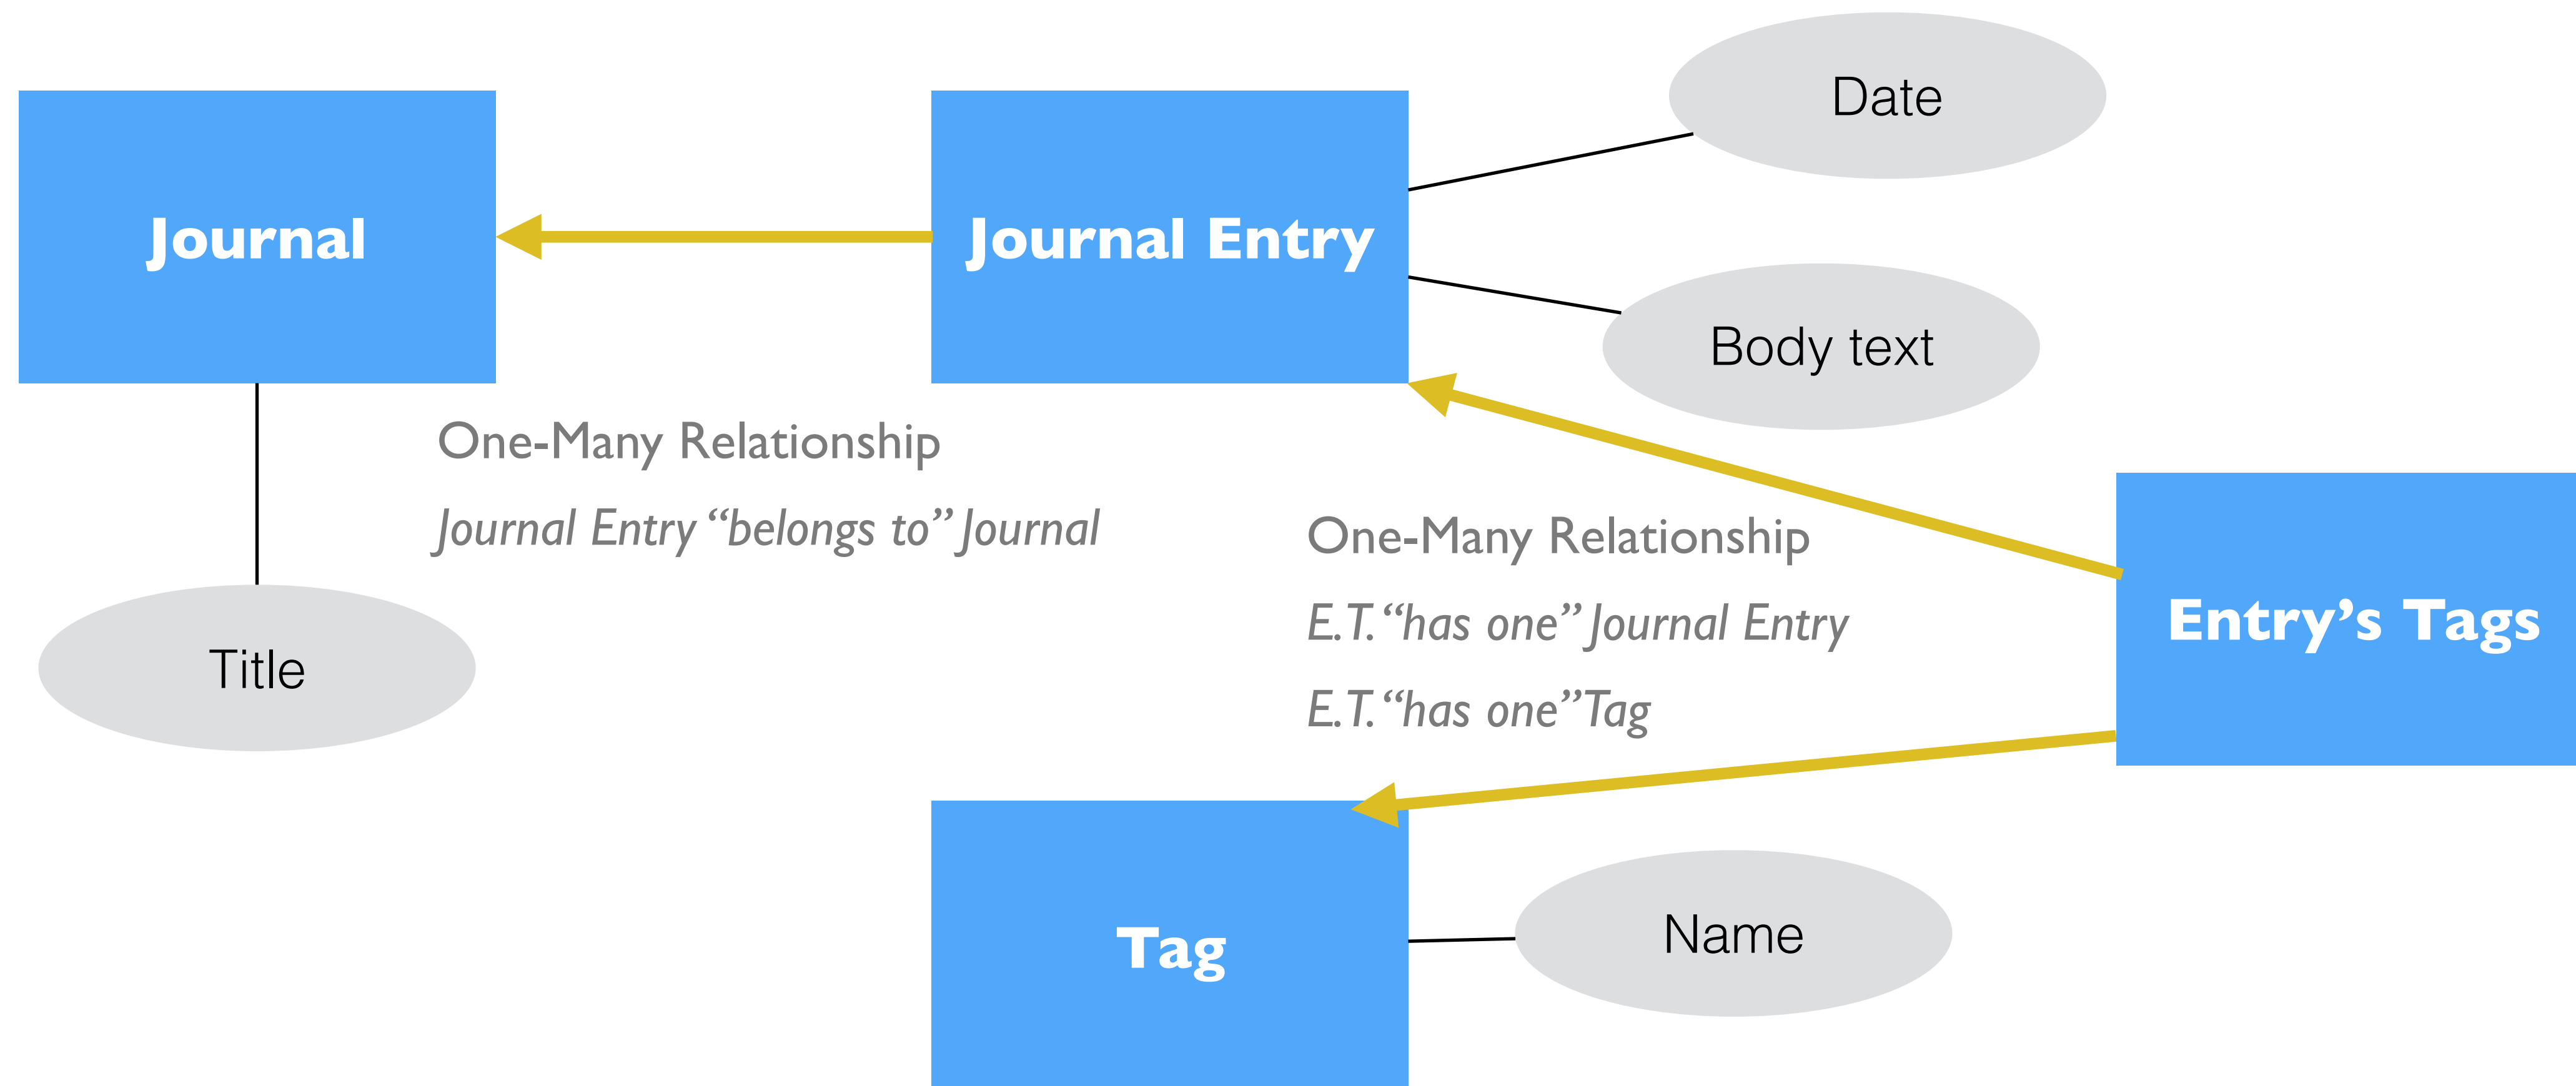 Date
Journal
Journal Entry
Body text
One-Many Relationship
Journal Entry “belongs to” Journal
One-Many Relationship
E.T. “has one” Journal Entry
E.T. “has one” Tag
Entry’s Tags
Title
Tag
Name